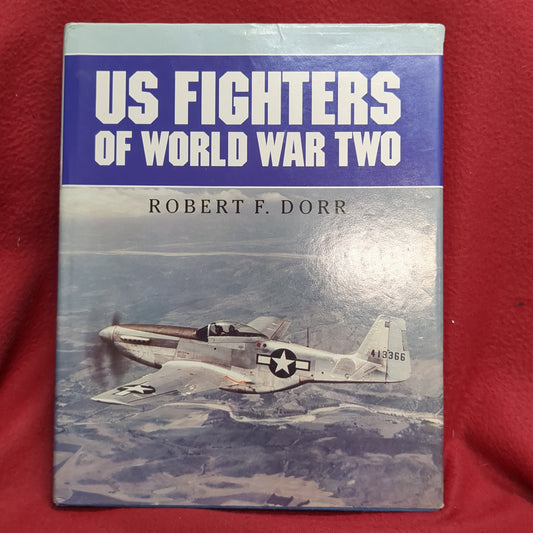 US FIGHTERS
OF WORLD WAR TWO
ROBERT F. DORR
413366